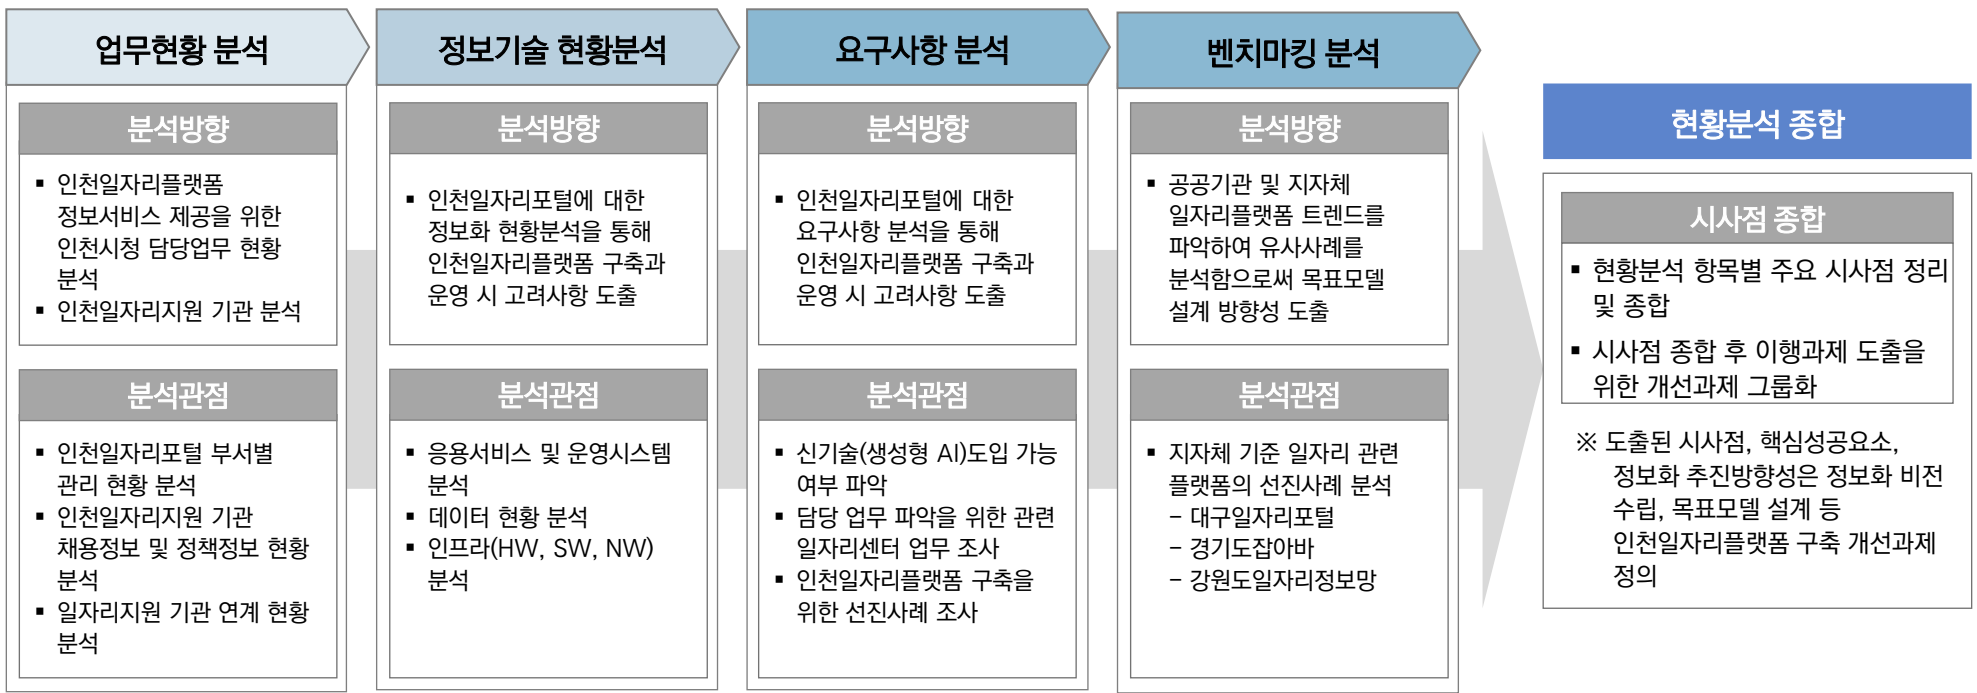 업무현황 분석
분석방향
▪ 인천일자리플랫폼
정보서비스 제공을 위한
인천시청 담당업무 현황
분석
▪ 인천일자리지원 기관 분석
분석관점
▪ 인천일자리포털 부서별
관리 현황 분석
▪ 인천일자리지원 기관
채용정보 및 정책정보 현황
분석
▪ 일자리지원 기관 연계 현황
분석
정보기술 현황분석
분석방향
▪ 인천일자리포털에 대한
정보화 현황분석을 통해
인천일자리플랫폼 구축과
운영 시 고려사항 도출
분석관점
▪ 응용서비스 및 운영시스템
분석
▪ 데이터 현황 분석
▪ 인프라(HW, SW, NW)
분석
요구사항 분석
분석방향
▪ 인천일자리포털에 대한
요구사항 분석을 통해
인천일자리플랫폼 구축과
운영 시 고려사항 도출
분석관점
▪ 신기술(생성형 AI)도입 가능
여부 파악
▪ 담당 업무 파악을 위한 관련
일자리센터 업무 조사
▪ 인천일자리플랫폼 구축을
위한 선진사례 조사
벤치마킹 분석
분석방향
▪ 공공기관 및 지자체
일자리플랫폼 트렌드를
파악하여 유사사례를
분석함으로써 목표모델
설계 방향성 도출
분석관점
▪ 지자체 기준 일자리 관련
플랫폼의 선진사례 분석
– 대구일자리포털
– 경기도잡아바
– 강원도일자리정보망
현황분석 종합
시사점 종합
▪ 현황분석 항목별 주요 시사점 정리
및 종합
▪ 시사점 종합 후 이행과제 도출을
위한 개선과제 그룹화
※ 도출된 시사점, 핵심성공요소,
정보화 추진방향성은 정보화 비전
수립, 목표모델 설계 등
인천일자리플랫폼 구축 개선과제
정의